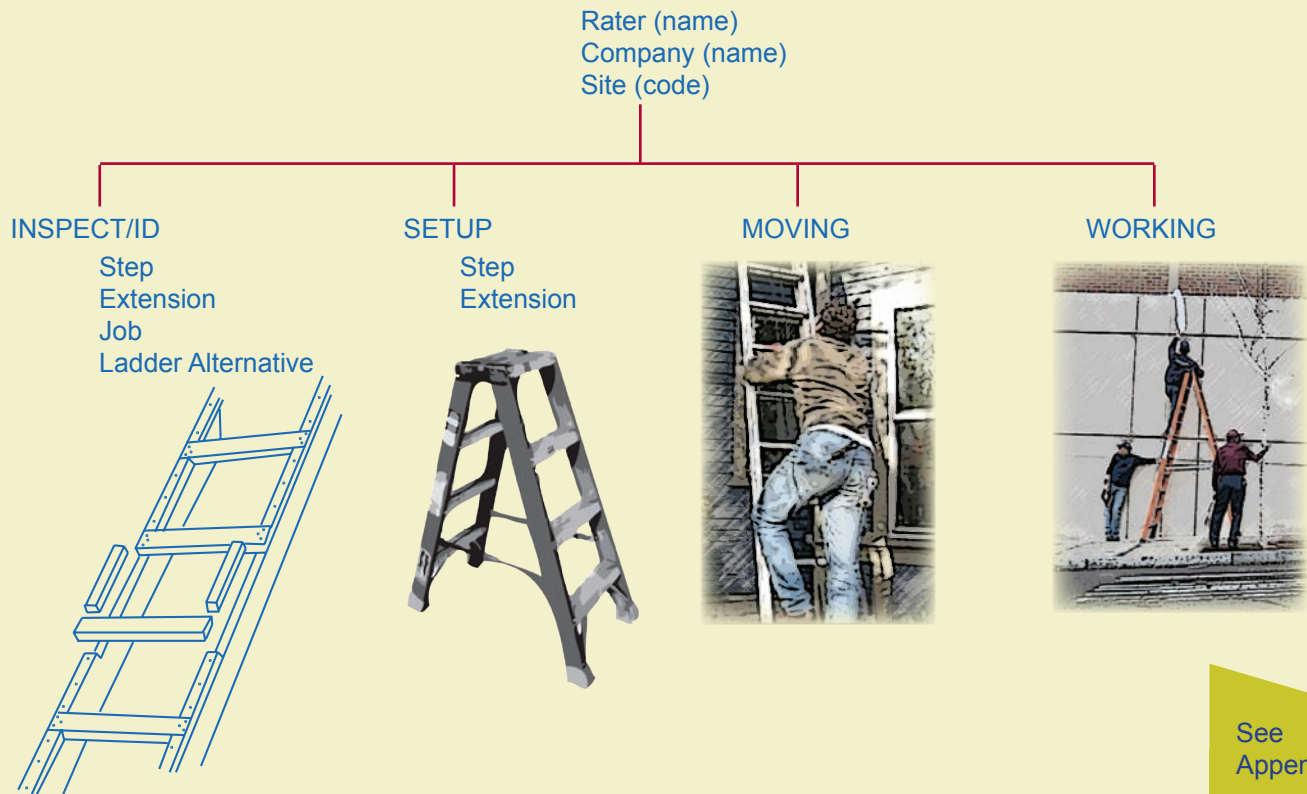 Rater (name)
Company (name)
Site (code)
INSPECT/ID
Step
Extension
Job
Ladder Alternative
SETUP
Step
Extension
MOVING
WORKING
See